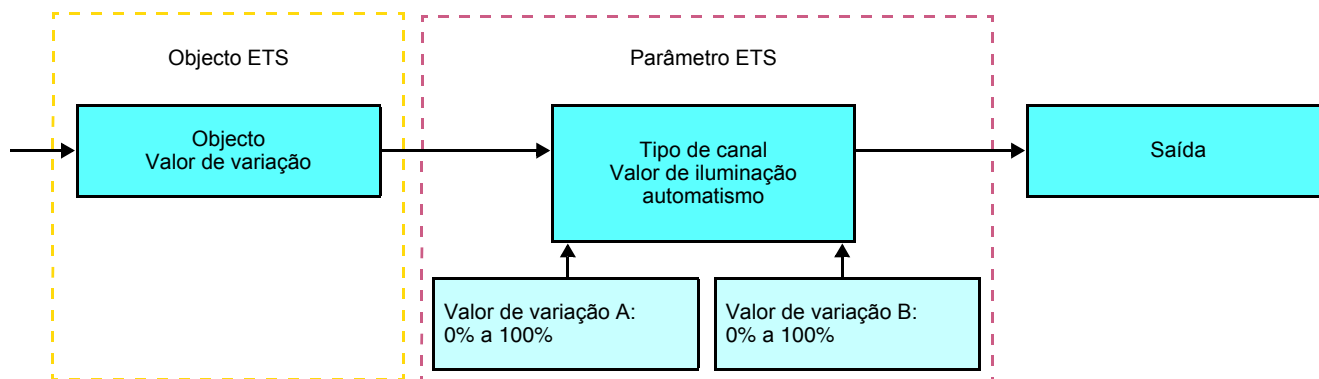 Objecto ETS
Parâmetro ETS
Objecto
Valor de variação
Tipo de canal
Valor de iluminação
automatismo
Saída
Valor de variação A:
0% a 100%
Valor de variação B:
0% a 100%